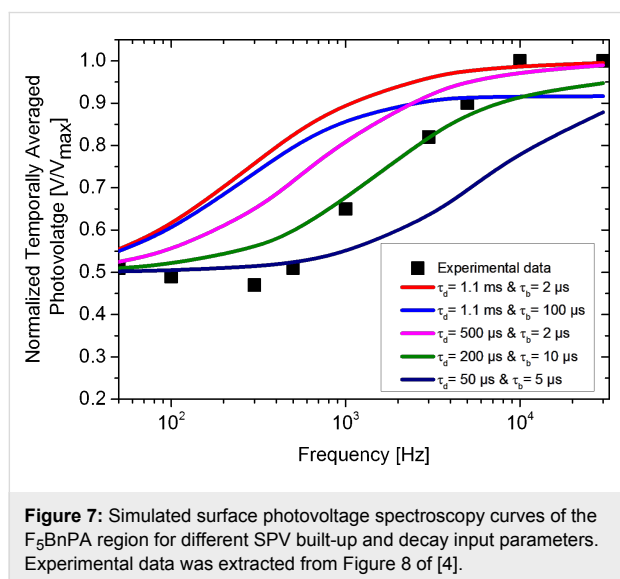 Normalized Temporally Averaged
Photovolatge [V/Vmax]
1.0
0.9
0.8
0.7
0.6
0.5
0.4
0.3
0.2
10²
10³
10⁴
Frequency [Hz]
Experimental data
τd= 1.1 ms & τb= 2 µs
τd= 1.1 ms & τb= 100 µs
τd= 500 µs & τb= 2 µs
τd= 200 µs & τb= 10 µs
τd= 50 µs & τb= 5 µs
Figure 7: Simulated surface photovoltage spectroscopy curves of the
F₅BnPA region for different SPV built-up and decay input parameters.
Experimental data was extracted from Figure 8 of [4].